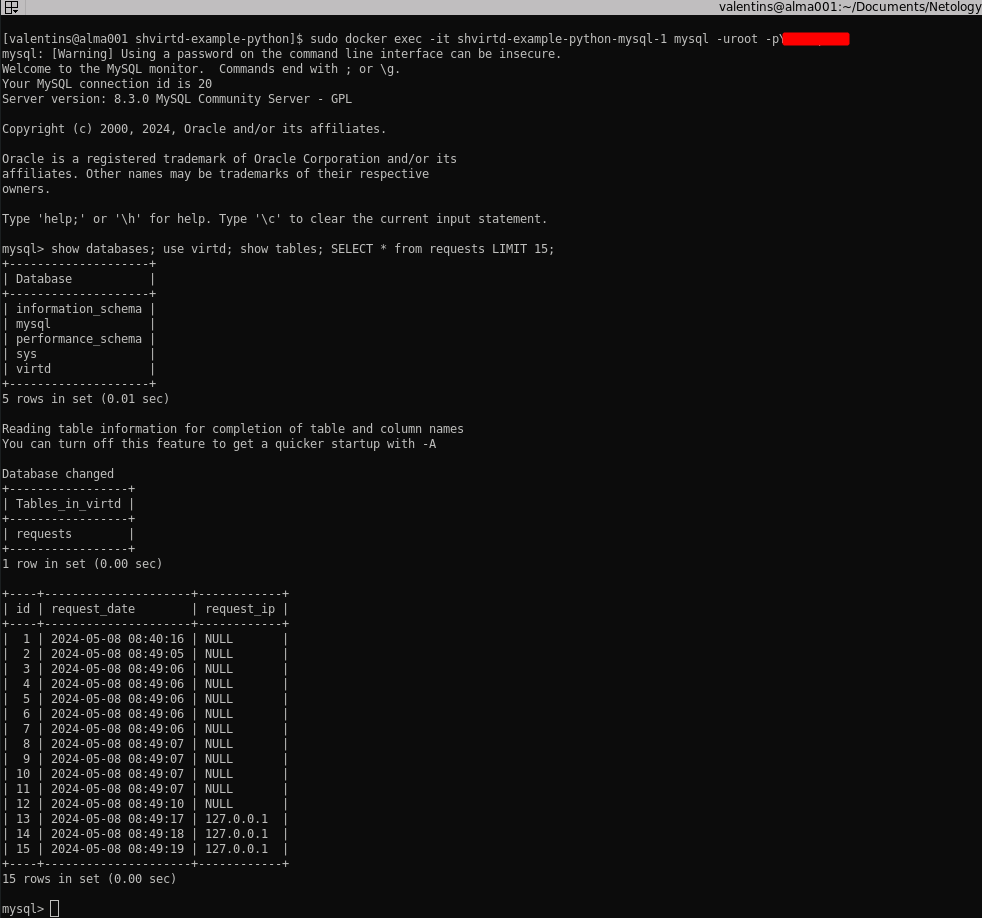 valentins@alma001:~/Documents/Netology
[valentins@alma001 shvirtd-example-python]$ sudo docker exec -it shvirtd-example-python-mysql-1 mysql -uroot -p
mysql: [Warning] Using a password on the command line interface can be insecure.
Welcome to the MySQL monitor.  Commands end with ; or \g.
Your MySQL connection id is 20
Server version: 8.3.0 MySQL Community Server - GPL

Copyright (c) 2000, 2024, Oracle and/or its affiliates.

Oracle is a registered trademark of Oracle Corporation and/or its
affiliates. Other names may be trademarks of their respective
owners.

Type 'help;' or '\h' for help. Type '\c' to clear the current input statement.

mysql> show databases; use virtd; show tables; SELECT * from requests LIMIT 15;
+--------------------+
| Database           |
+--------------------+
| information_schema |
| mysql              |
| performance_schema |
| sys                |
| virtd              |
+--------------------+
5 rows in set (0.01 sec)

Reading table information for completion of table and column names
You can turn off this feature to get a quicker startup with -A

Database changed
+-----------------+
| Tables_in_virtd |
+-----------------+
| requests        |
+-----------------+
1 row in set (0.00 sec)

+----+---------------------+------------+
| id | request_date        | request_ip |
+----+---------------------+------------+
|  1 | 2024-05-08 08:40:16 | NULL       |
|  2 | 2024-05-08 08:49:05 | NULL       |
|  3 | 2024-05-08 08:49:06 | NULL       |
|  4 | 2024-05-08 08:49:06 | NULL       |
|  5 | 2024-05-08 08:49:06 | NULL       |
|  6 | 2024-05-08 08:49:06 | NULL       |
|  7 | 2024-05-08 08:49:06 | NULL       |
|  8 | 2024-05-08 08:49:07 | NULL       |
|  9 | 2024-05-08 08:49:07 | NULL       |
| 10 | 2024-05-08 08:49:07 | NULL       |
| 11 | 2024-05-08 08:49:07 | NULL       |
| 12 | 2024-05-08 08:49:10 | NULL       |
| 13 | 2024-05-08 08:49:17 | 127.0.0.1  |
| 14 | 2024-05-08 08:49:18 | 127.0.0.1  |
| 15 | 2024-05-08 08:49:19 | 127.0.0.1  |
+----+---------------------+------------+
15 rows in set (0.00 sec)

mysql>